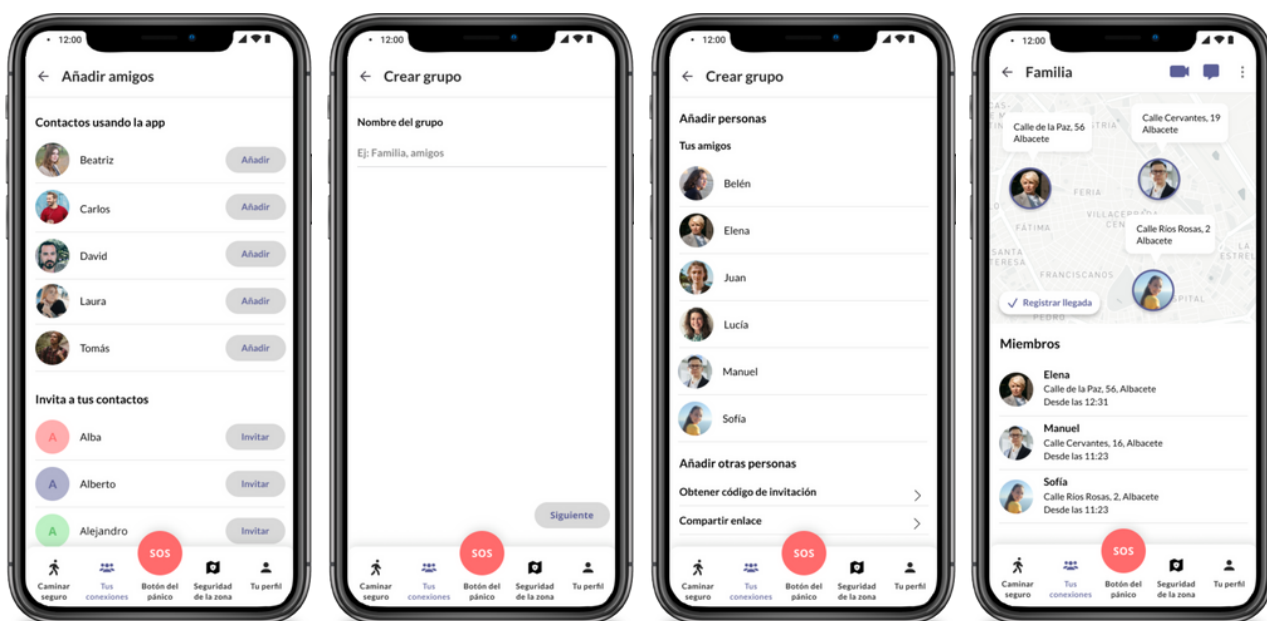 12:00
Añadir amigos
Contactos usando la app
Beatriz
Añadir
Carlos
Añadir
David
Añadir
Laura
Añadir
Tomás
Añadir
Invita a tus contactos
A
Alba
Invitar
A
Alberto
Invitar
A
Alejandro
Invitar
SOS
Caminar
seguro
Tus
conexiones
Botón del
pánico
Seguridad
de la zona
Tu perfil
12:00
Crear grupo
Nombre del grupo
Ej: Familia, amigos
Siguiente
SOS
Caminar
seguro
Tus
conexiones
Botón del
pánico
Seguridad
de la zona
Tu perfil
12:00
Crear grupo
Añadir personas
Tus amigos
Belén
Elena
Juan
Lucía
Manuel
Sofía
Añadir otras personas
Obtener código de invitación
Compartir enlace
SOS
Caminar
seguro
Tus
conexiones
Botón del
pánico
Seguridad
de la zona
Tu perfil
12:00
Familia
Calle de la Paz, 56
Albacete
Calle Cervantes, 19
Albacete
FERIA
FÁTIMA
Calle Ríos Rosas, 2
Albacete
SANTA
TERESA
FRANCISCANOS
Registrar llegada
PEDRO
Miembros
Elena
Calle de la Paz, 56, Albacete
Desde las 12:31
Manuel
Calle Cervantes, 16, Albacete
Desde las 11:23
Sofía
Calle Ríos Rosas, 2, Albacete
Desde las 11:23
SOS
Caminar
seguro
Tus
conexiones
Botón del
pánico
Seguridad
de la zona
Tu perfil